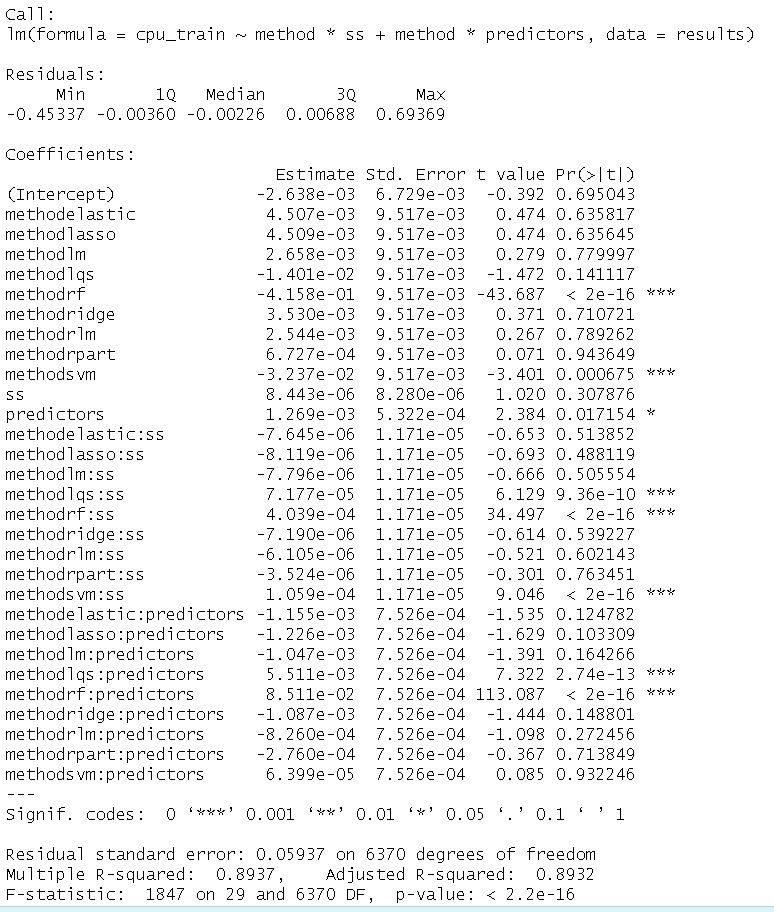 Call:
lm(formula = cpu_train ~ method * ss + method * predictors, data = results)
Residuals:
Min 1Q Median 3Q Max
-0.45337 -0.00360 -0.00226 0.00688 0.69369
Coefficients:
Estimate Std. Error t value Pr(>|t|)
(Intercept) -2.638e-03 6.729e-03 -0.392 0.695043
methodelastic 4.507e-03 9.517e-03 0.474 0.635817
methodlasso 4.509e-03 9.517e-03 0.474 0.635645
methodlm 2.658e-03 9.517e-03 0.279 0.779997
methodlqs -1.401e-02 9.517e-03 -1.472 0.141117
methodrf -4.158e-01 9.517e-03 -43.687 < 2e-16 ***
methodridge 3.530e-03 9.517e-03 0.371 0.710721
methodrlm 2.544e-03 9.517e-03 0.267 0.789262
methodrpart 6.727e-04 9.517e-03 0.071 0.943649
methodsvm -3.237e-02 9.517e-03 -3.401 0.000675 ***
ss 8.443e-06 8.280e-06 1.020 0.307876
predictors 1.269e-03 5.322e-04 2.384 0.017154 *
methodelastic:ss -7.645e-06 1.171e-05 -0.653 0.513852
methodlasso:ss -8.119e-06 1.171e-05 -0.693 0.488119
methodlm:ss -7.796e-06 1.171e-05 -0.666 0.505554
methodlqs:ss 7.177e-05 1.171e-05 6.129 9.36e-10 ***
methodrf:ss 4.039e-04 1.171e-05 34.497 < 2e-16 ***
methodridge:ss -7.190e-06 1.171e-05 -0.614 0.539227
methodrlm:ss -6.105e-06 1.171e-05 -0.521 0.602143
methodrpart:ss -3.524e-06 1.171e-05 -0.301 0.763451
methodsvm:ss 1.059e-04 1.171e-05 9.046 < 2e-16 ***
methodelastic:predictors -1.155e-03 7.526e-04 -1.535 0.124782
methodlasso:predictors -1.226e-03 7.526e-04 -1.629 0.103309
methodlm:predictors -1.047e-03 7.526e-04 -1.391 0.164266
methodlqs:predictors 5.511e-03 7.526e-04 7.322 2.74e-13 ***
methodrf:predictors 8.511e-02 7.526e-04 113.087 < 2e-16 ***
methodridge:predictors -1.087e-03 7.526e-04 -1.444 0.148801
methodrlm:predictors -8.260e-04 7.526e-04 -1.098 0.272456
methodrpart:predictors -2.760e-04 7.526e-04 -0.367 0.713849
methodsvm:predictors 6.399e-05 7.526e-04 0.085 0.932246
---
Signif. codes: 0 ‘***’ 0.001 ‘**’ 0.01 ‘*’ 0.05 ‘.’ 0.1 ‘ ’ 1
Residual standard error: 0.05937 on 6370 degrees of freedom
Multiple R-squared: 0.8937, Adjusted R-squared: 0.8932
F-statistic: 1847 on 29 and 6370 DF, p-value: < 2.2e-16